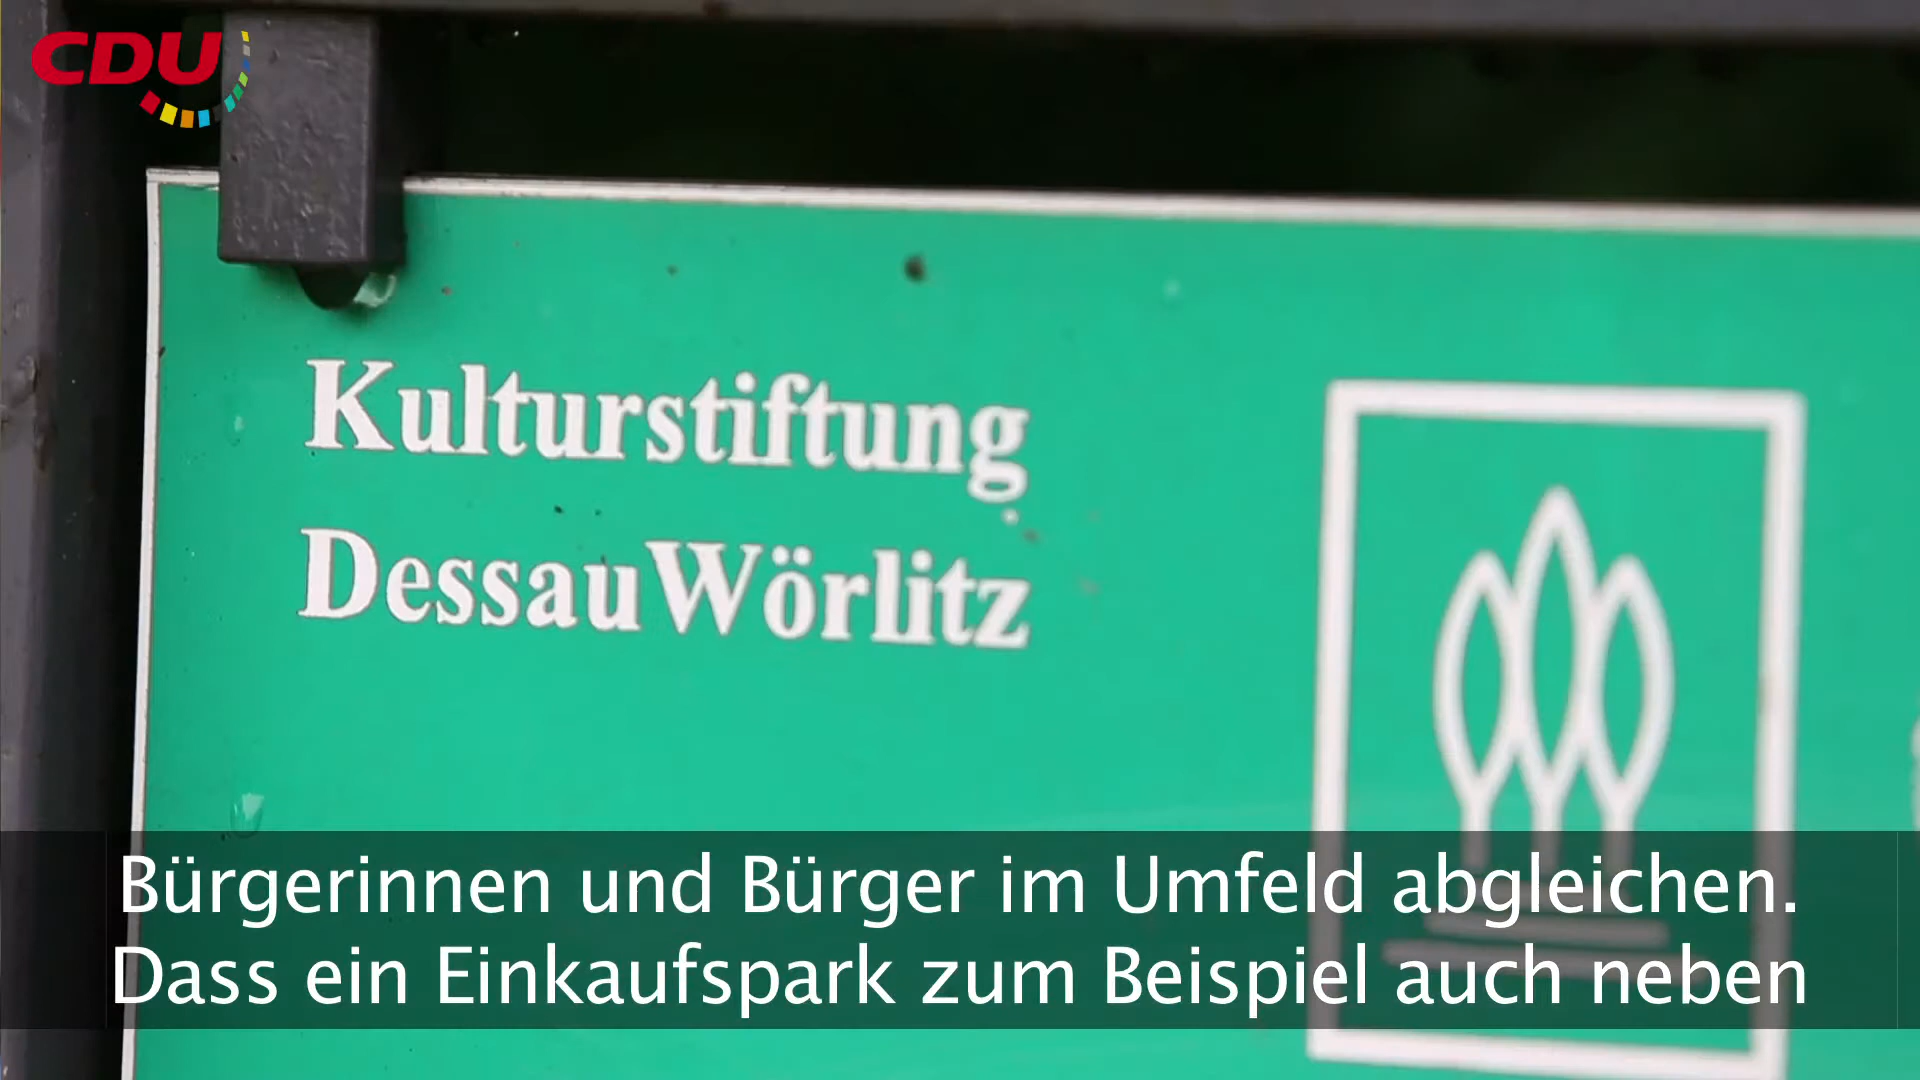 CDU
Kulturstiftung
DessauWörlitz
Bürgerinnen und Bürger im Umfeld abgleichen.
Dass ein Einkaufspark zum Beispiel auch neben